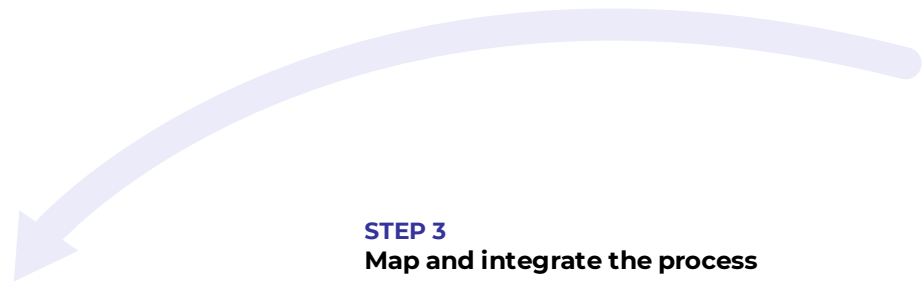 STEP 3
Map and integrate the process